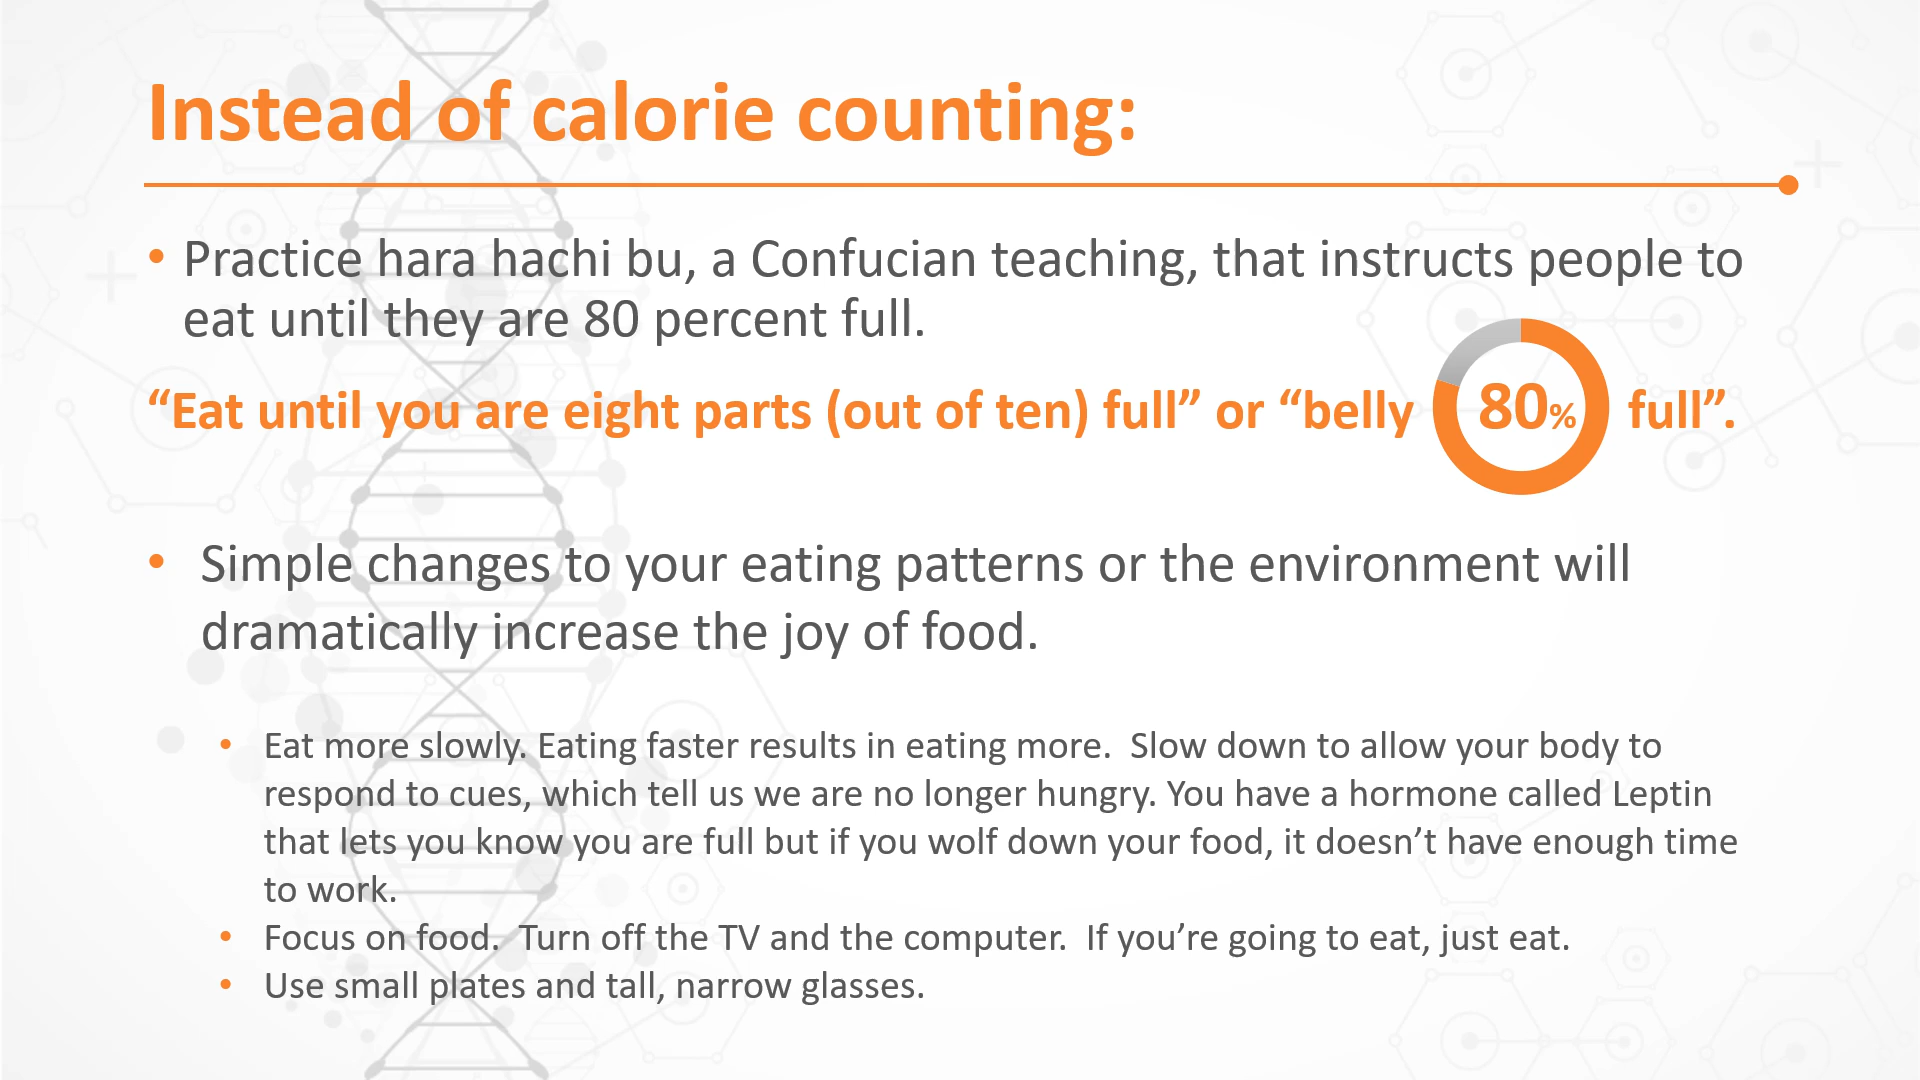 Instead of calorie counting:
• Practice hara hachi bu, a Confucian teaching, that instructs people to
eat until they are 80 percent full.
“Eat until you are eight parts (out of ten) full” or “belly 80% full”.
• Simple changes to your eating patterns or the environment will
dramatically increase the joy of food.
• Eat more slowly. Eating faster results in eating more.  Slow down to allow your body to
respond to cues, which tell us we are no longer hungry. You have a hormone called Leptin
that lets you know you are full but if you wolf down your food, it doesn’t have enough time
to work.
• Focus on food.  Turn off the TV and the computer.  If you’re going to eat, just eat.
• Use small plates and tall, narrow glasses.